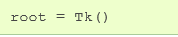 root = Tk()